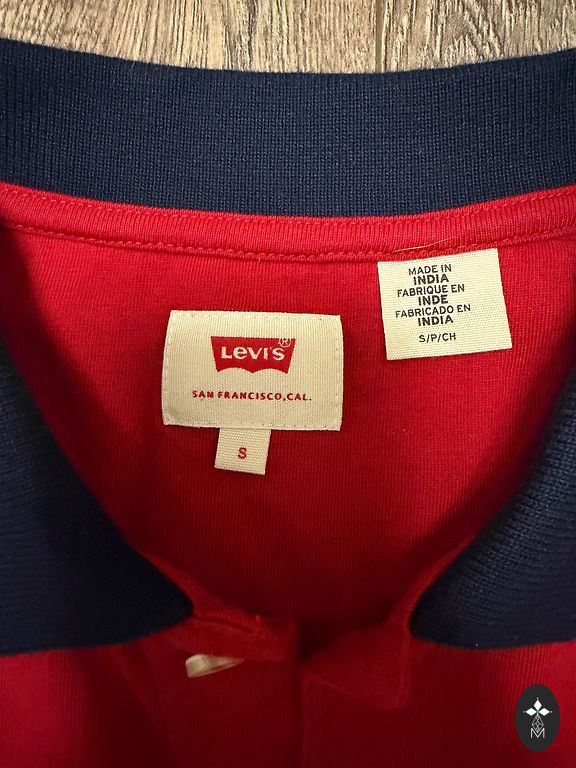 Levi's®
SAN FRANCISCO, CAL.
S
MADE IN
INDIA
FABRIQUE EN
INDE
FABRICADO EN
INDIA
S/P/CH